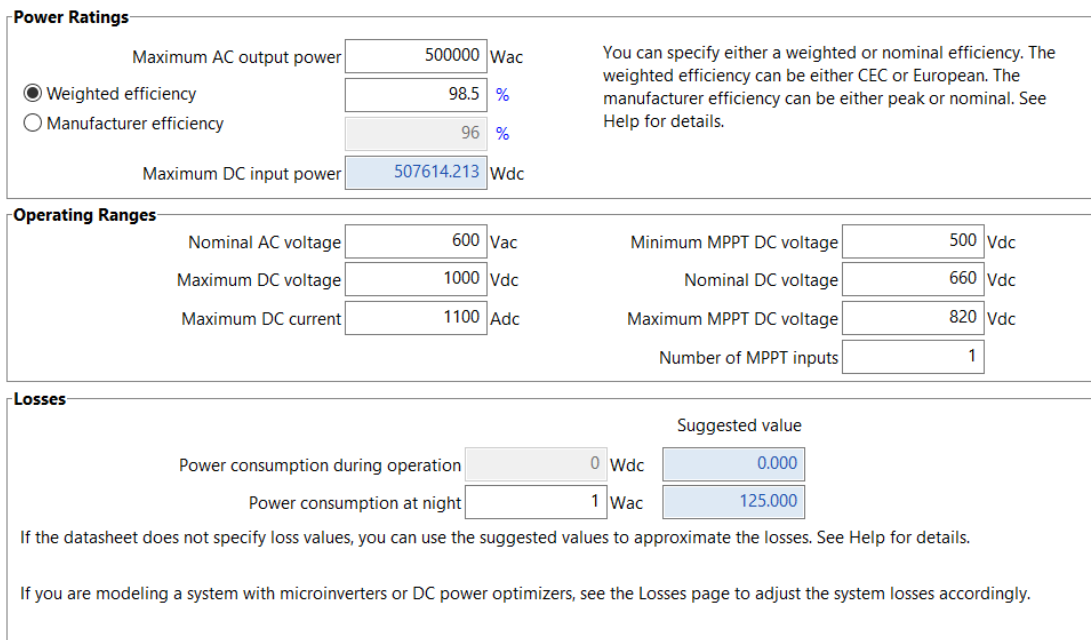 Power Ratings
Maximum AC output power 500000 Wac
Weighted efficiency 98.5 %
Manufacturer efficiency 96 %
Maximum DC input power 507614.213 Wdc
You can specify either a weighted or nominal efficiency. The
weighted efficiency can be either CEC or European. The
manufacturer efficiency can be either peak or nominal. See
Help for details.
Operating Ranges
Nominal AC voltage 600 Vac
Maximum DC voltage 1000 Vdc
Maximum DC current 1100 Adc
Minimum MPPT DC voltage 500 Vdc
Nominal DC voltage 660 Vdc
Maximum MPPT DC voltage 820 Vdc
Number of MPPT inputs 1
Losses
Suggested value
Power consumption during operation 0 Wdc 0.000
Power consumption at night 1 Wac 125.000
If the datasheet does not specify loss values, you can use the suggested values to approximate the losses. See Help for details.
If you are modeling a system with microinverters or DC power optimizers, see the Losses page to adjust the system losses accordingly.